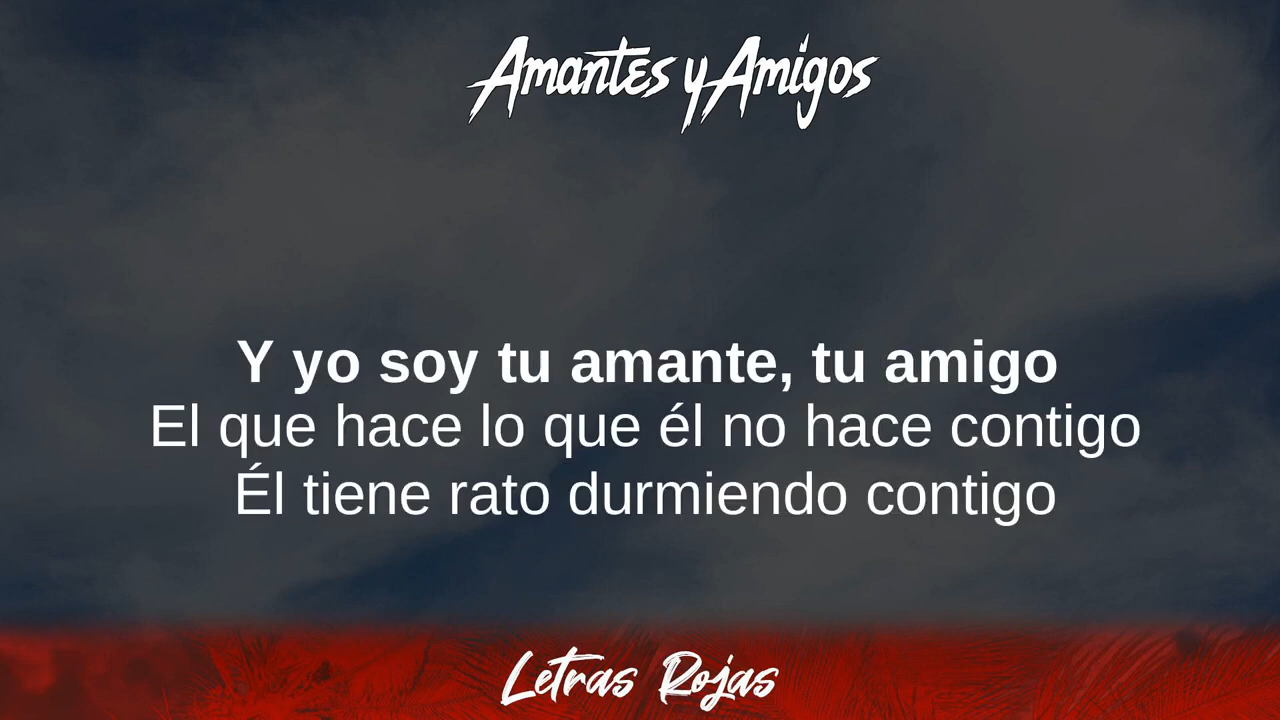 Amantes y Amigos
Y yo soy tu amante, tu amigo
El que hace lo que él no hace contigo
Él tiene rato durmiendo contigo
Letras Rojas